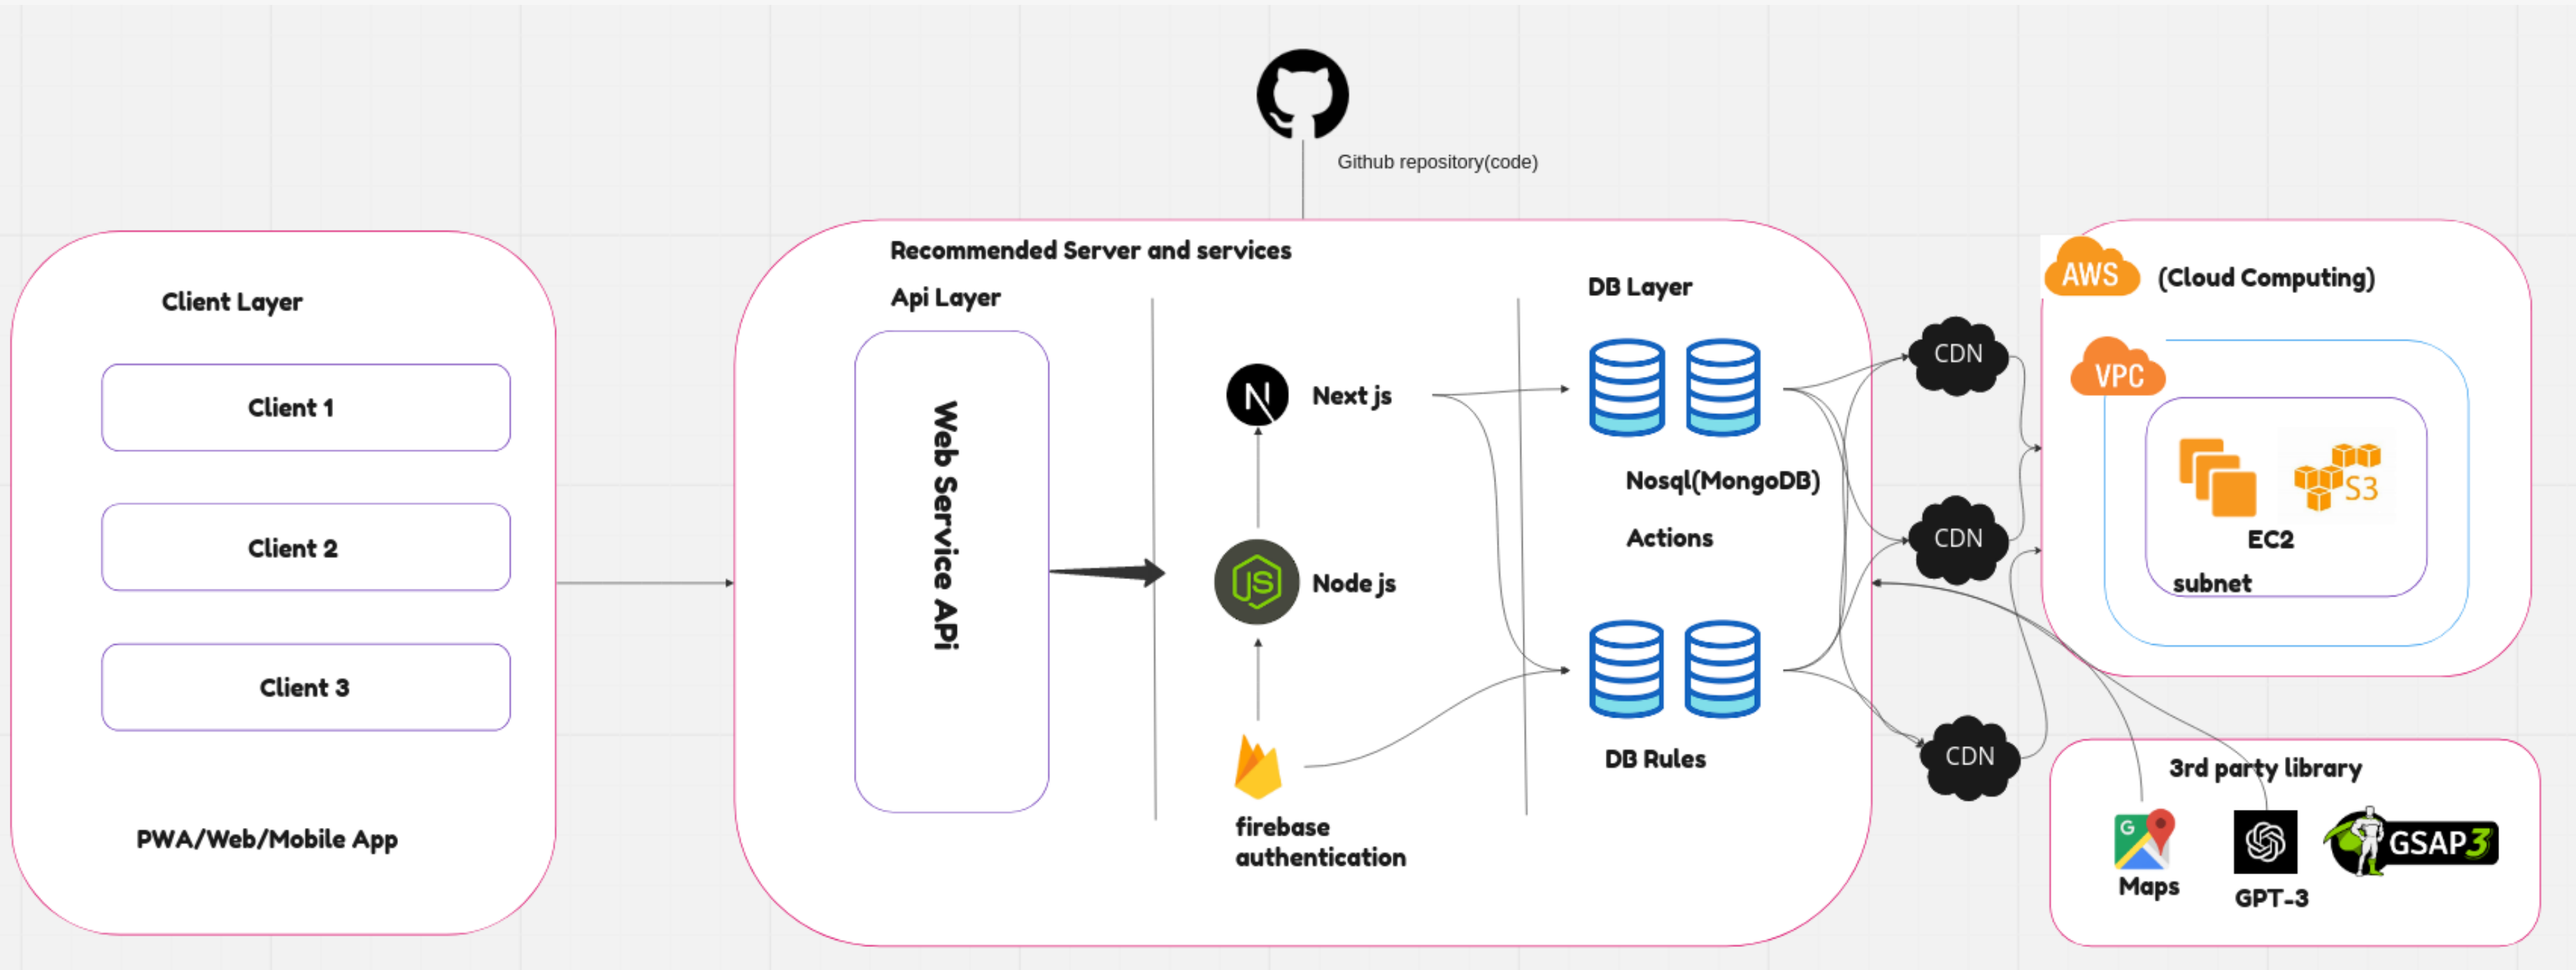 Github repository(code)
Client Layer
Client 1
Client 2
Client 3
PWA/Web/Mobile App
Recommended Server and services
Api Layer
Web Service APi
N
Next js
JS
Node js
firebase
authentication
DB Layer
Nosql(MongoDB)
Actions
DB Rules
CDN
CDN
CDN
AWS
(Cloud Computing)
VPC
S3
EC2
subnet
3rd party library
G
Maps
GPT-3
GSAP3